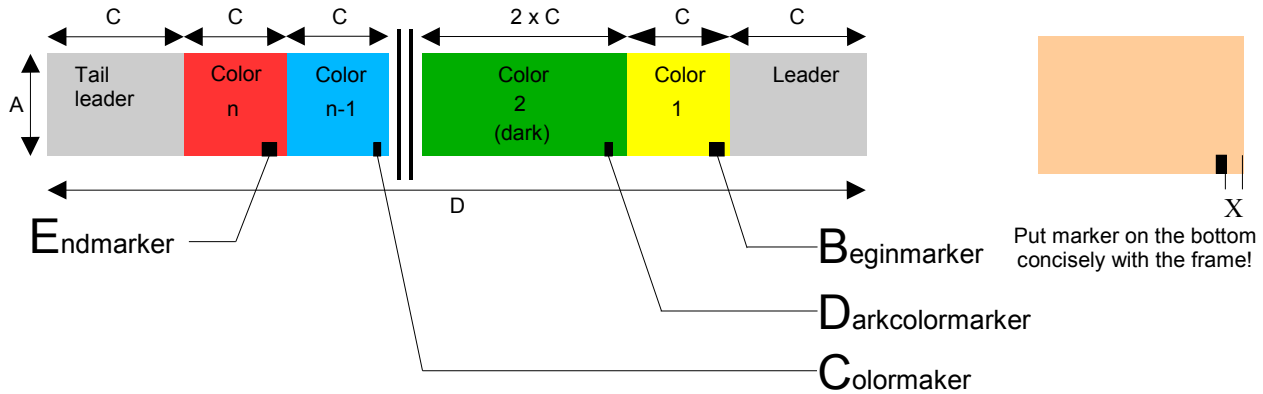 C C C 2 x C C C
A
Tail
leader
Color
n
Color
n-1
Color
2
(dark)
Color
1
Leader
D
X
Endmarker
Beginmarker
Put marker on the bottom
concisely with the frame!
Darkcolormarker
Colormaker